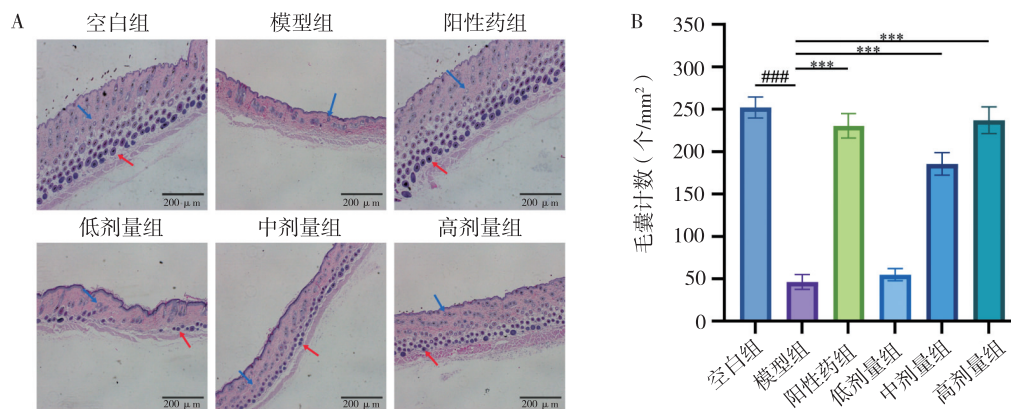 A
空白组
模型组
阳性药组
200 μm
200 μm
200 μm
低剂量组
中剂量组
高剂量组
200 μm
200 μm
200 μm
B
毛囊计数(个/mm²)
350
300
250
200
150
100
50
0
***
***
***
###
空白组
模型组
阳性药组
低剂量组
中剂量组
高剂量组